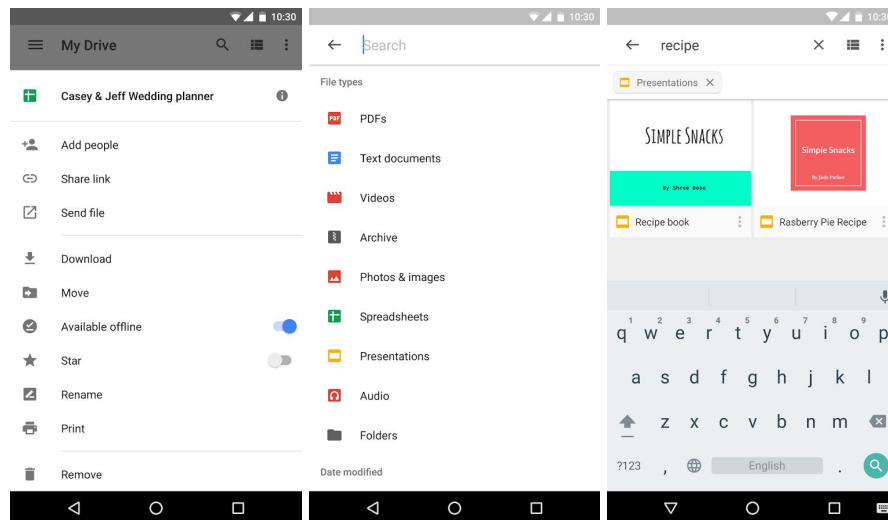 10:30
My Drive
Casey & Jeff Wedding planner
Add people
Share link
Send file
Download
Move
Available offline
Star
Rename
Print
Remove
10:30
Search
File types
PDF PDFs
Text documents
Videos
Archive
Photos & images
Spreadsheets
Presentations
Audio
Folders
Date modified
10:30
recipe
Presentations
SIMPLE SNACKS
By Shree Bose
Simple Snacks
By Jade Parker
Recipe book
Rasberry Pie Recipe
1 2 3 4 5 6 7 8 9
q w e r t y u i o p
a s d f g h j k l
z x c v b n m
?123 , English .